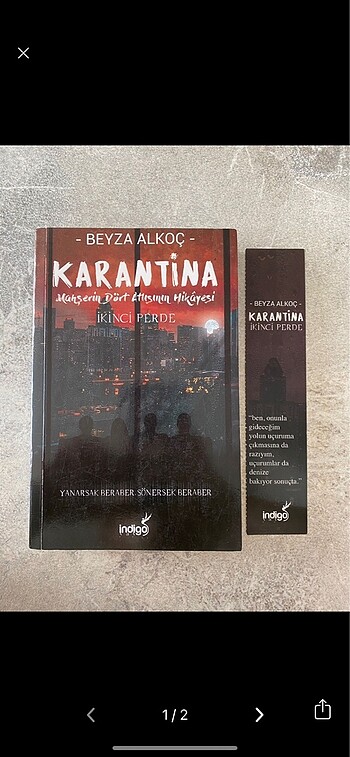 - BEYZA ALKOÇ -
KARANTİNA
Mahşerin Dört Atlısının Hikâyesi
İKİNCİ PERDE
YANARSAK BERABER, SÖNERSEK BERABER
indigo
- BEYZA ALKOÇ -
KARANTİNA
İKİNCİ PERDE
"ben, onunla
gideceğim
yolun uçuruma
çıkmasına da
razıyım,
uçurumlar da
denize
bakıyor sonuçta."
indigo
1/2